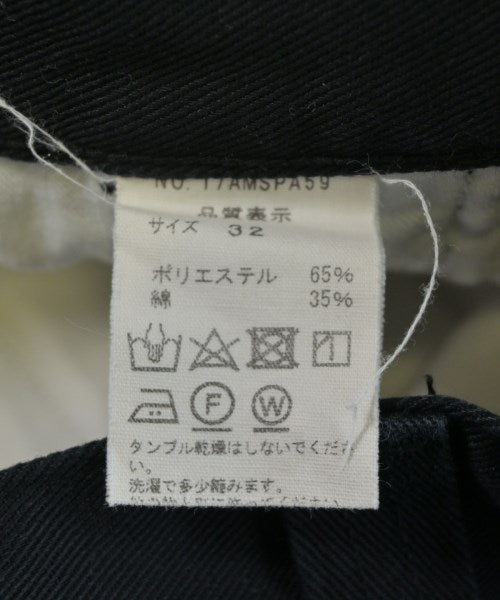 NO. 17AMSPA59
品質表示
サイズ 32
ポリエステル 65%
綿 35%
F W
タンブル乾燥はしないでくださ
い。
洗濯で多少縮みます。